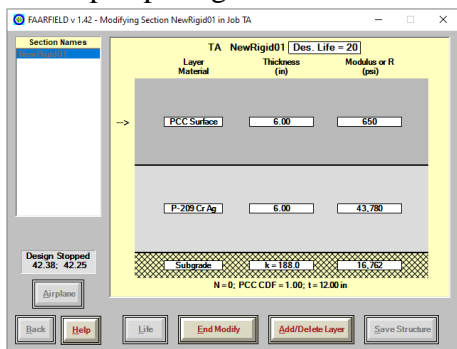 FAARFIELD v 1.42 - Modifying Section NewRigid01 in Job TA
Section Names
NewRigid01
TA NewRigid01 Des. Life = 20
Layer Material Thickness (in) Modulus or R (psi)
--> PCC Surface 6.00 650
P-209 Cr Ag 6.00 43,780
Subgrade k = 188.0 16,762
N = 0; PCC CDF = 1.00; t = 12.00 in
Design Stopped
42.38; 42.25
Airplane
Back Help Life End Modify Add/Delete Layer Save Structure